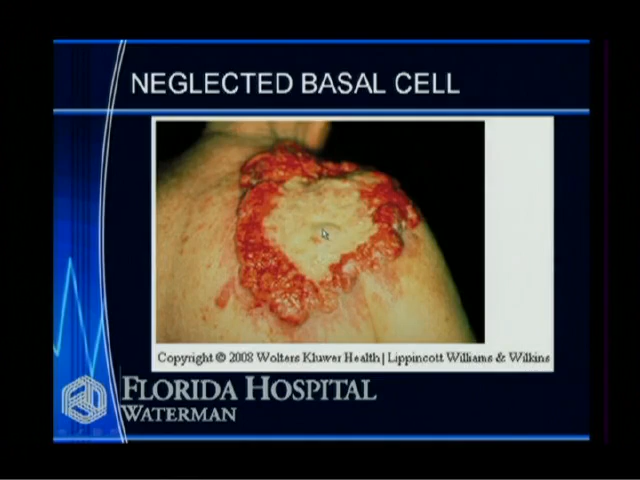 NEGLECTED BASAL CELL
Copyright © 2008 Wolters Kluwer Health | Lippincott Williams & Wilkins
FLORIDA HOSPITAL
WATERMAN